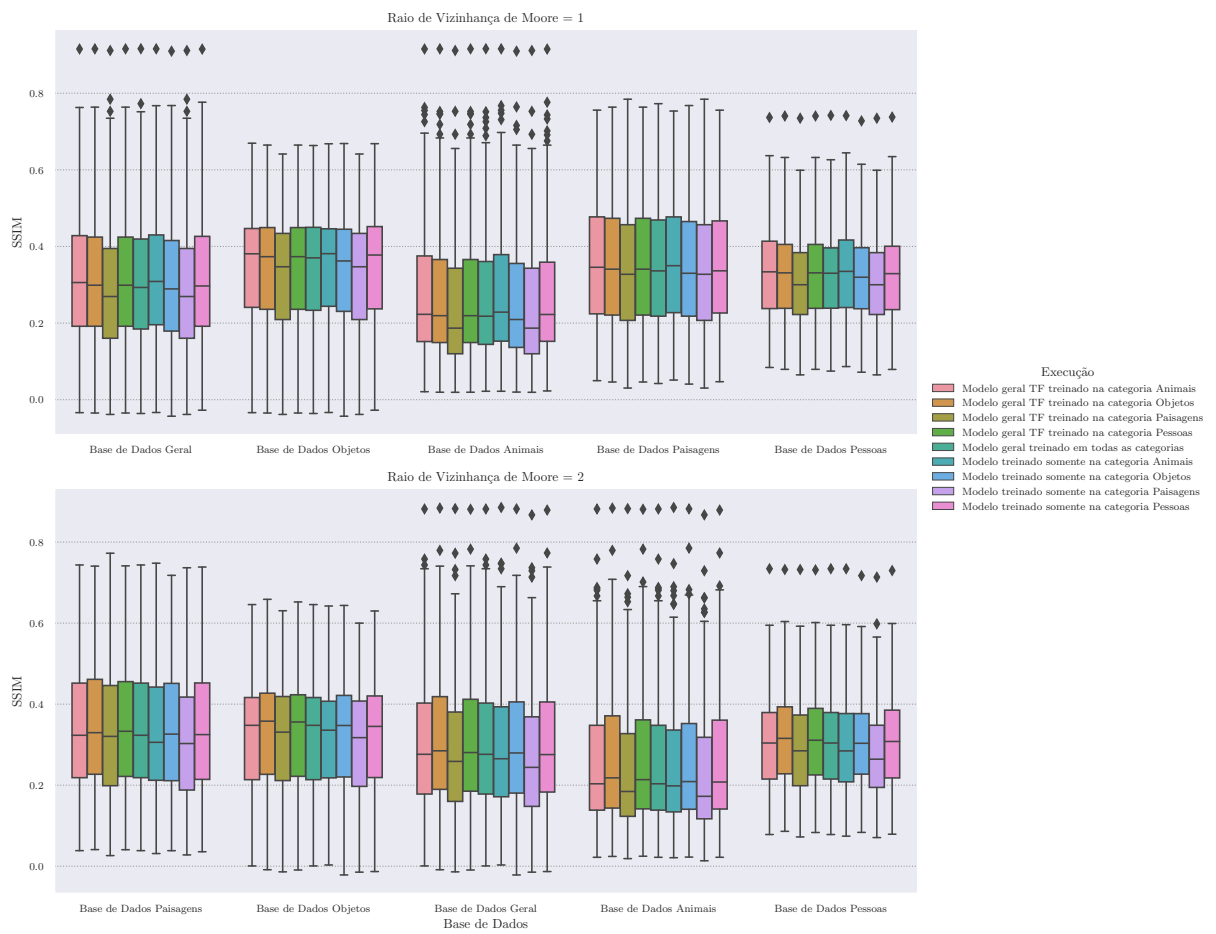 Raio de Vizinhança de Moore = 1
0.8
0.6
0.4
0.2
0.0
SSIM
Base de Dados Geral
Base de Dados Objetos
Base de Dados Animais
Base de Dados Paisagens
Base de Dados Pessoas
Execução
Modelo geral TF treinado na categoria Animais
Modelo geral TF treinado na categoria Objetos
Modelo geral TF treinado na categoria Paisagens
Modelo geral TF treinado na categoria Pessoas
Modelo geral treinado em todas as categorias
Modelo treinado somente na categoria Animais
Modelo treinado somente na categoria Objetos
Modelo treinado somente na categoria Paisagens
Modelo treinado somente na categoria Pessoas
Raio de Vizinhança de Moore = 2
0.8
0.6
0.4
0.2
0.0
SSIM
Base de Dados Paisagens
Base de Dados Objetos
Base de Dados Geral
Base de Dados Animais
Base de Dados Pessoas
Base de Dados